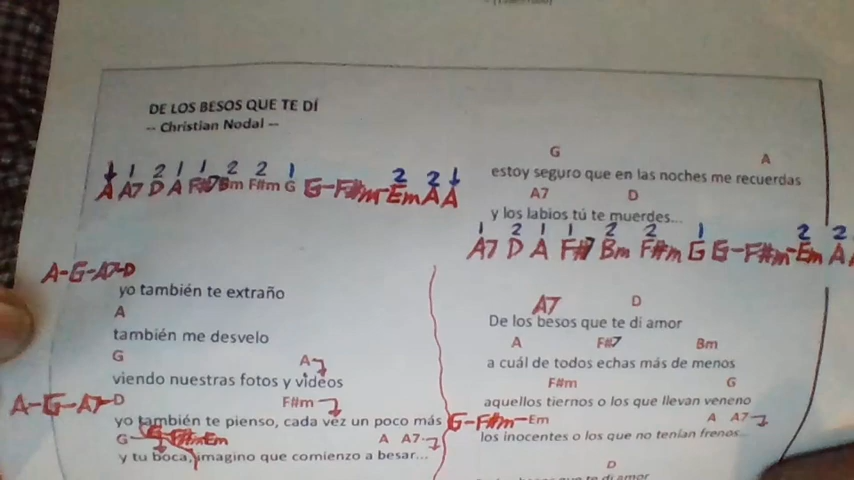 DE LOS BESOS QUE TE DÍ
-- Christian Nodal --
↓ 1 2 1 1 2 2 1 2 2 ↓
A A7 D A F#7 Bm F#m G G-F#m-Em A A
A-G-A7-D
yo también te extraño
A
también me desvelo
G A
viendo nuestras fotos y videos
A-G-A7-D F#m
yo también te pienso, cada vez un poco más
G G F#m Em A A7
y tu boca, imagino que comienzo a besar...
G A
estoy seguro que en las noches me recuerdas
A7 D
y los labios tú te muerdes...
1 2 1 1 2 2 1 2 2
A7 D A F#7 Bm F#m G G-F#m-Em A
A7 D
De los besos que te di amor
A F#7 Bm
a cuál de todos echas más de menos
F#m G
aquellos tiernos o los que llevan veneno
G-F#m-Em A A7
los inocentes o los que no tenían frenos...
D
que te di amor